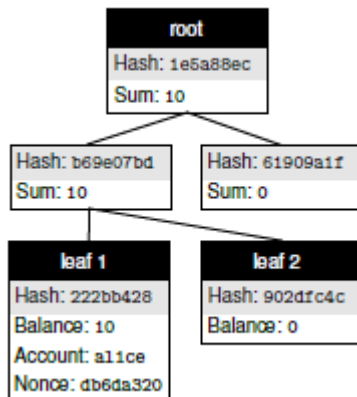 root
Hash: 1e5a88ec
Sum: 10
Hash: b69e07bd
Sum: 10
Hash: 61909a1f
Sum: 0
leaf 1
Hash: 222bb428
Balance: 10
Account: alice
Nonce: db6da320
leaf 2
Hash: 902dfc4c
Balance: 0